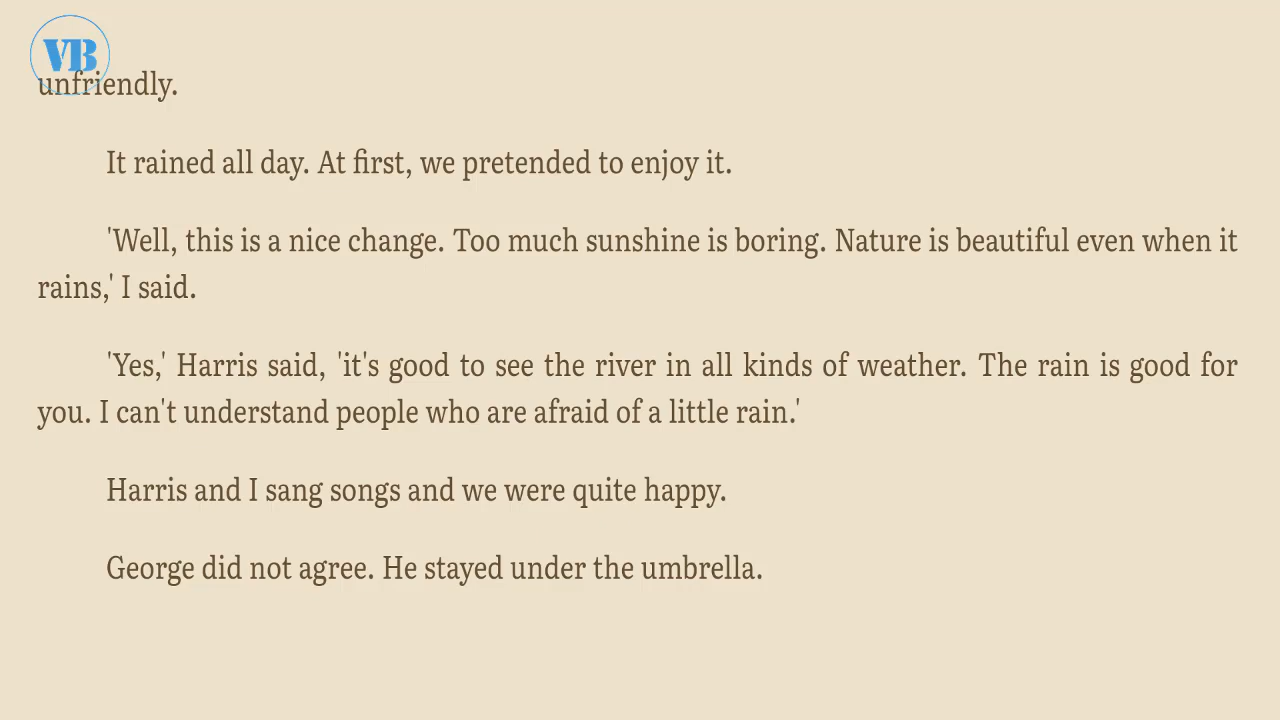 VB
unfriendly.
It rained all day. At first, we pretended to enjoy it.
'Well, this is a nice change. Too much sunshine is boring. Nature is beautiful even when it
rains,' I said.
'Yes,' Harris said, 'it's good to see the river in all kinds of weather. The rain is good for
you. I can't understand people who are afraid of a little rain.'
Harris and I sang songs and we were quite happy.
George did not agree. He stayed under the umbrella.